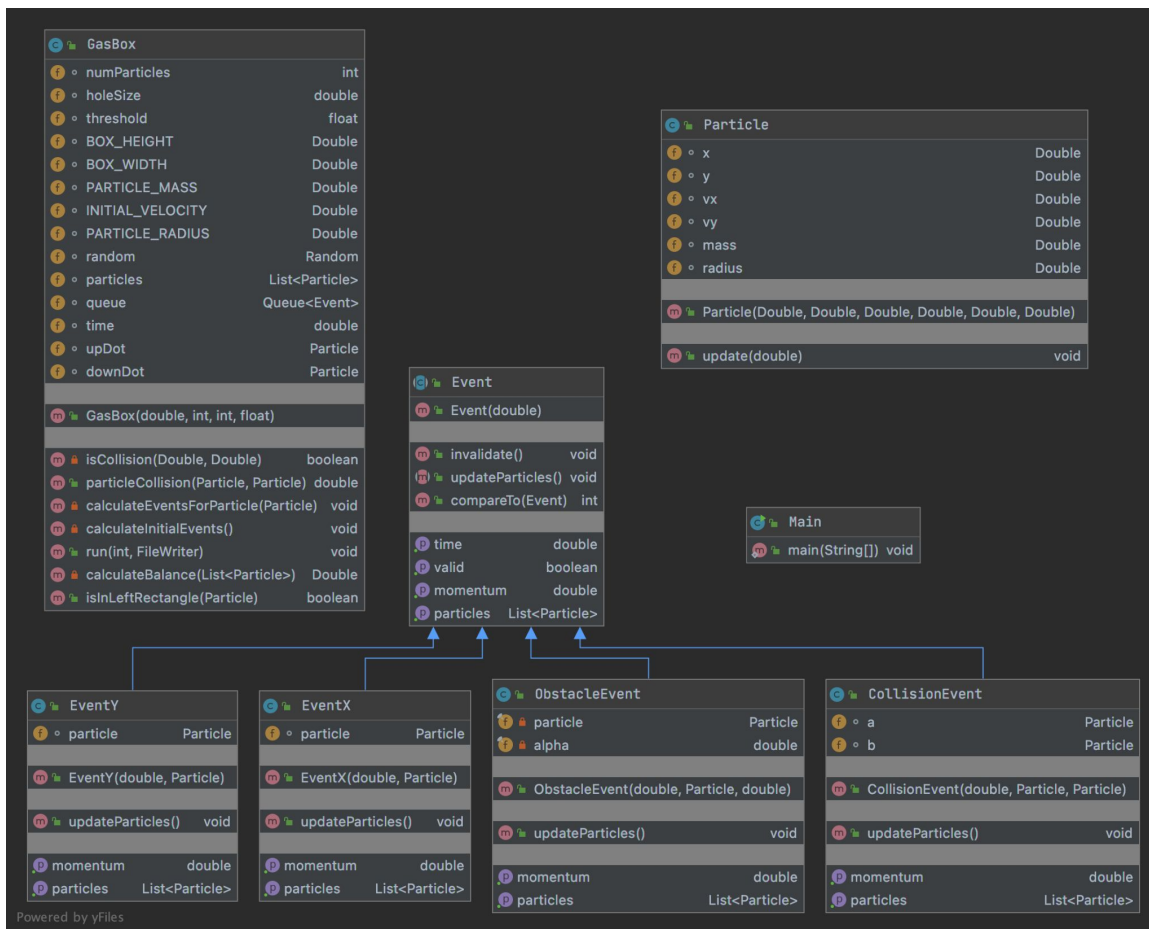 GasBox
numParticles int
holeSize double
threshold float
BOX_HEIGHT Double
BOX_WIDTH Double
PARTICLE_MASS Double
INITIAL_VELOCITY Double
PARTICLE_RADIUS Double
random Random
particles List<Particle>
queue Queue<Event>
time double
upDot Particle
downDot Particle
GasBox(double, int, int, float)
isCollision(Double, Double) boolean
particleCollision(Particle, Particle) double
calculateEventsForParticle(Particle) void
calculateInitialEvents() void
run(int, FileWriter) void
calculateBalance(List<Particle>) Double
isInLeftRectangle(Particle) boolean
Particle
x Double
y Double
vx Double
vy Double
mass Double
radius Double
Particle(Double, Double, Double, Double, Double, Double)
update(double) void
Event
Event(double)
invalidate() void
updateParticles() void
compareTo(Event) int
time double
valid boolean
momentum double
particles List<Particle>
Main
main(String[]) void
EventY
particle Particle
EventY(double, Particle)
updateParticles() void
momentum double
particles List<Particle>
EventX
particle Particle
EventX(double, Particle)
updateParticles() void
momentum double
particles List<Particle>
ObstacleEvent
particle Particle
alpha double
ObstacleEvent(double, Particle, double)
updateParticles() void
momentum double
particles List<Particle>
CollisionEvent
a Particle
b Particle
CollisionEvent(double, Particle, Particle)
updateParticles() void
momentum double
particles List<Particle>
Powered by yFiles